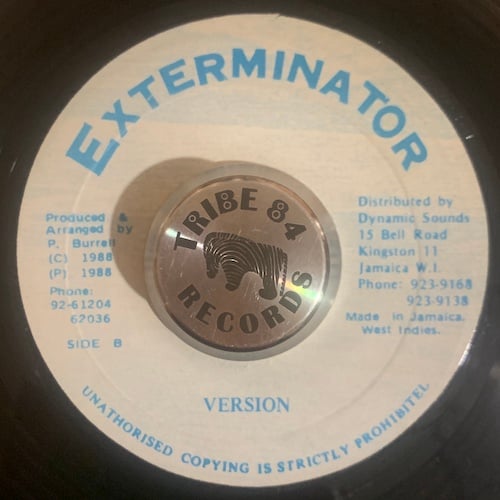 EXTERMINATOR
Produced &
Arranged by
P. Burrell
(C) 1988
(P) 1988
Phone:
92-61204
62036
SIDE B
TRIBE 84
RECORDS
Distributed by
Dynamic Sounds
15 Bell Road
Kingston 11
Jamaica W.I.
Phone: 923-9168
923-9138
Made in Jamaica,
West Indies.
VERSION
UNATHORISED COPYING IS STRICTLY PROHIBITEL